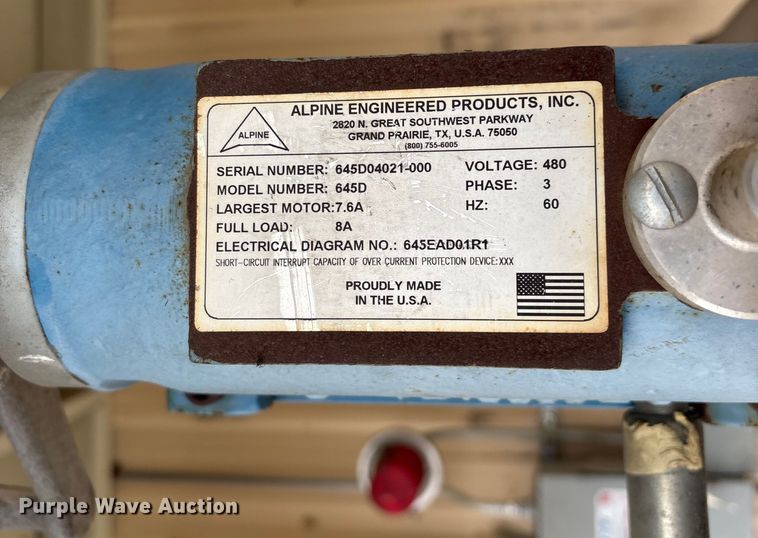 ALPINE
ALPINE ENGINEERED PRODUCTS, INC.
2820 N. GREAT SOUTHWEST PARKWAY
GRAND PRAIRIE, TX, U.S.A. 75050
(800) 755-6005
SERIAL NUMBER: 645D04021-000 VOLTAGE: 480
MODEL NUMBER: 645D PHASE: 3
LARGEST MOTOR:7.6A HZ: 60
FULL LOAD: 8A
ELECTRICAL DIAGRAM NO.: 645EAD01R1
SHORT-CIRCUIT INTERRUPT CAPACITY OF OVER CURRENT PROTECTION DEVICE:XXX
PROUDLY MADE
IN THE U.S.A.
Purple Wave Auction